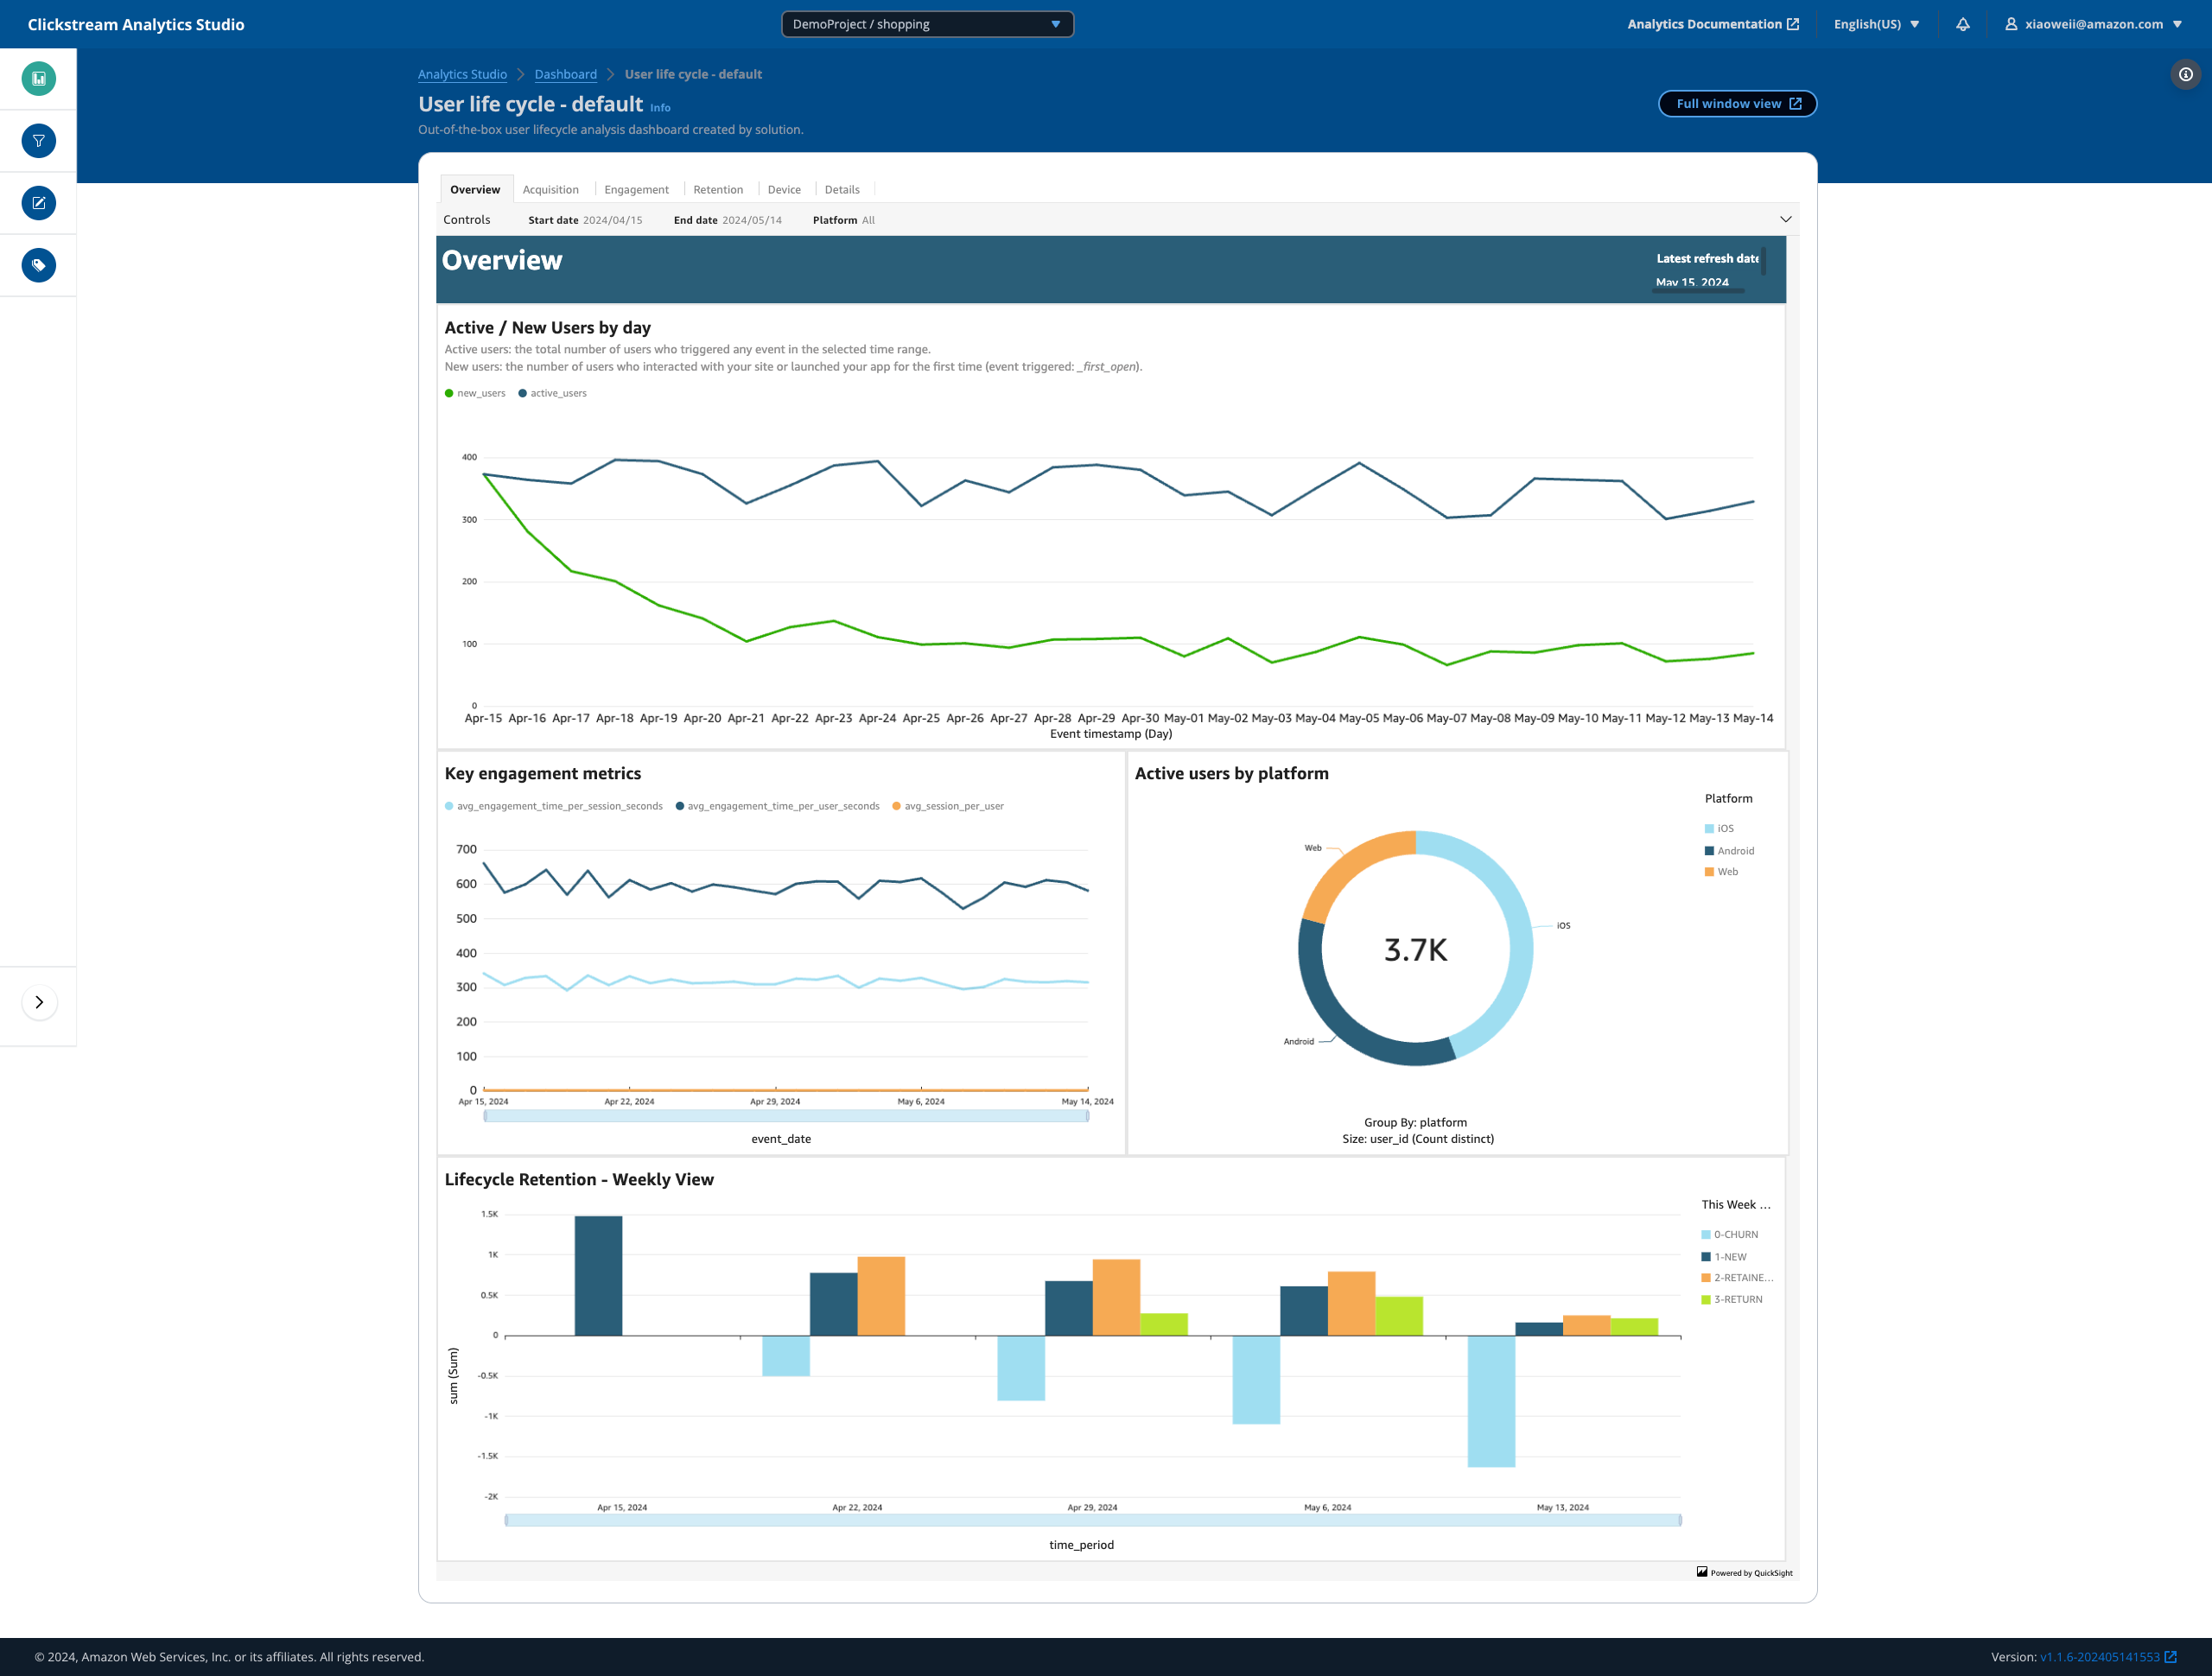 Clickstream Analytics Studio
DemoProject / shopping
Analytics Documentation
English(US)
xiaoweii@amazon.com
Analytics Studio
Dashboard
User life cycle - default
User life cycle - default Info
Full window view
Out-of-the-box user lifecycle analysis dashboard created by solution.
Overview Acquisition Engagement Retention Device Details
Controls Start date 2024/04/15 End date 2024/05/14 Platform All
Overview
Latest refresh date
May 15, 2024
Active / New Users by day
Active users: the total number of users who triggered any event in the selected time range.
New users: the number of users who interacted with your site or launched your app for the first time (event triggered: _first_open).
new_users active_users
400
300
200
100
0
Apr-15 Apr-16 Apr-17 Apr-18 Apr-19 Apr-20 Apr-21 Apr-22 Apr-23 Apr-24 Apr-25 Apr-26 Apr-27 Apr-28 Apr-29 Apr-30 May-01 May-02 May-03 May-04 May-05 May-06 May-07 May-08 May-09 May-10 May-11 May-12 May-13 May-14
Event timestamp (Day)
Key engagement metrics
avg_engagement_time_per_session_seconds avg_engagement_time_per_user_seconds avg_session_per_user
700
600
500
400
300
200
100
0
Apr 15, 2024 Apr 22, 2024 Apr 29, 2024 May 6, 2024 May 14, 2024
event_date
Active users by platform
Platform
iOS
Android
Web
Web
iOS
3.7K
Android
Group By: platform
Size: user_id (Count distinct)
Lifecycle Retention - Weekly View
This Week ...
0-CHURN
1-NEW
2-RETAINE...
3-RETURN
1.5K
1K
0.5K
0
-0.5K
-1K
-1.5K
-2K
sum (Sum)
Apr 15, 2024 Apr 22, 2024 Apr 29, 2024 May 6, 2024 May 13, 2024
time_period
Powered by QuickSight
© 2024, Amazon Web Services, Inc. or its affiliates. All rights reserved.
Version: v1.1.6-202405141553